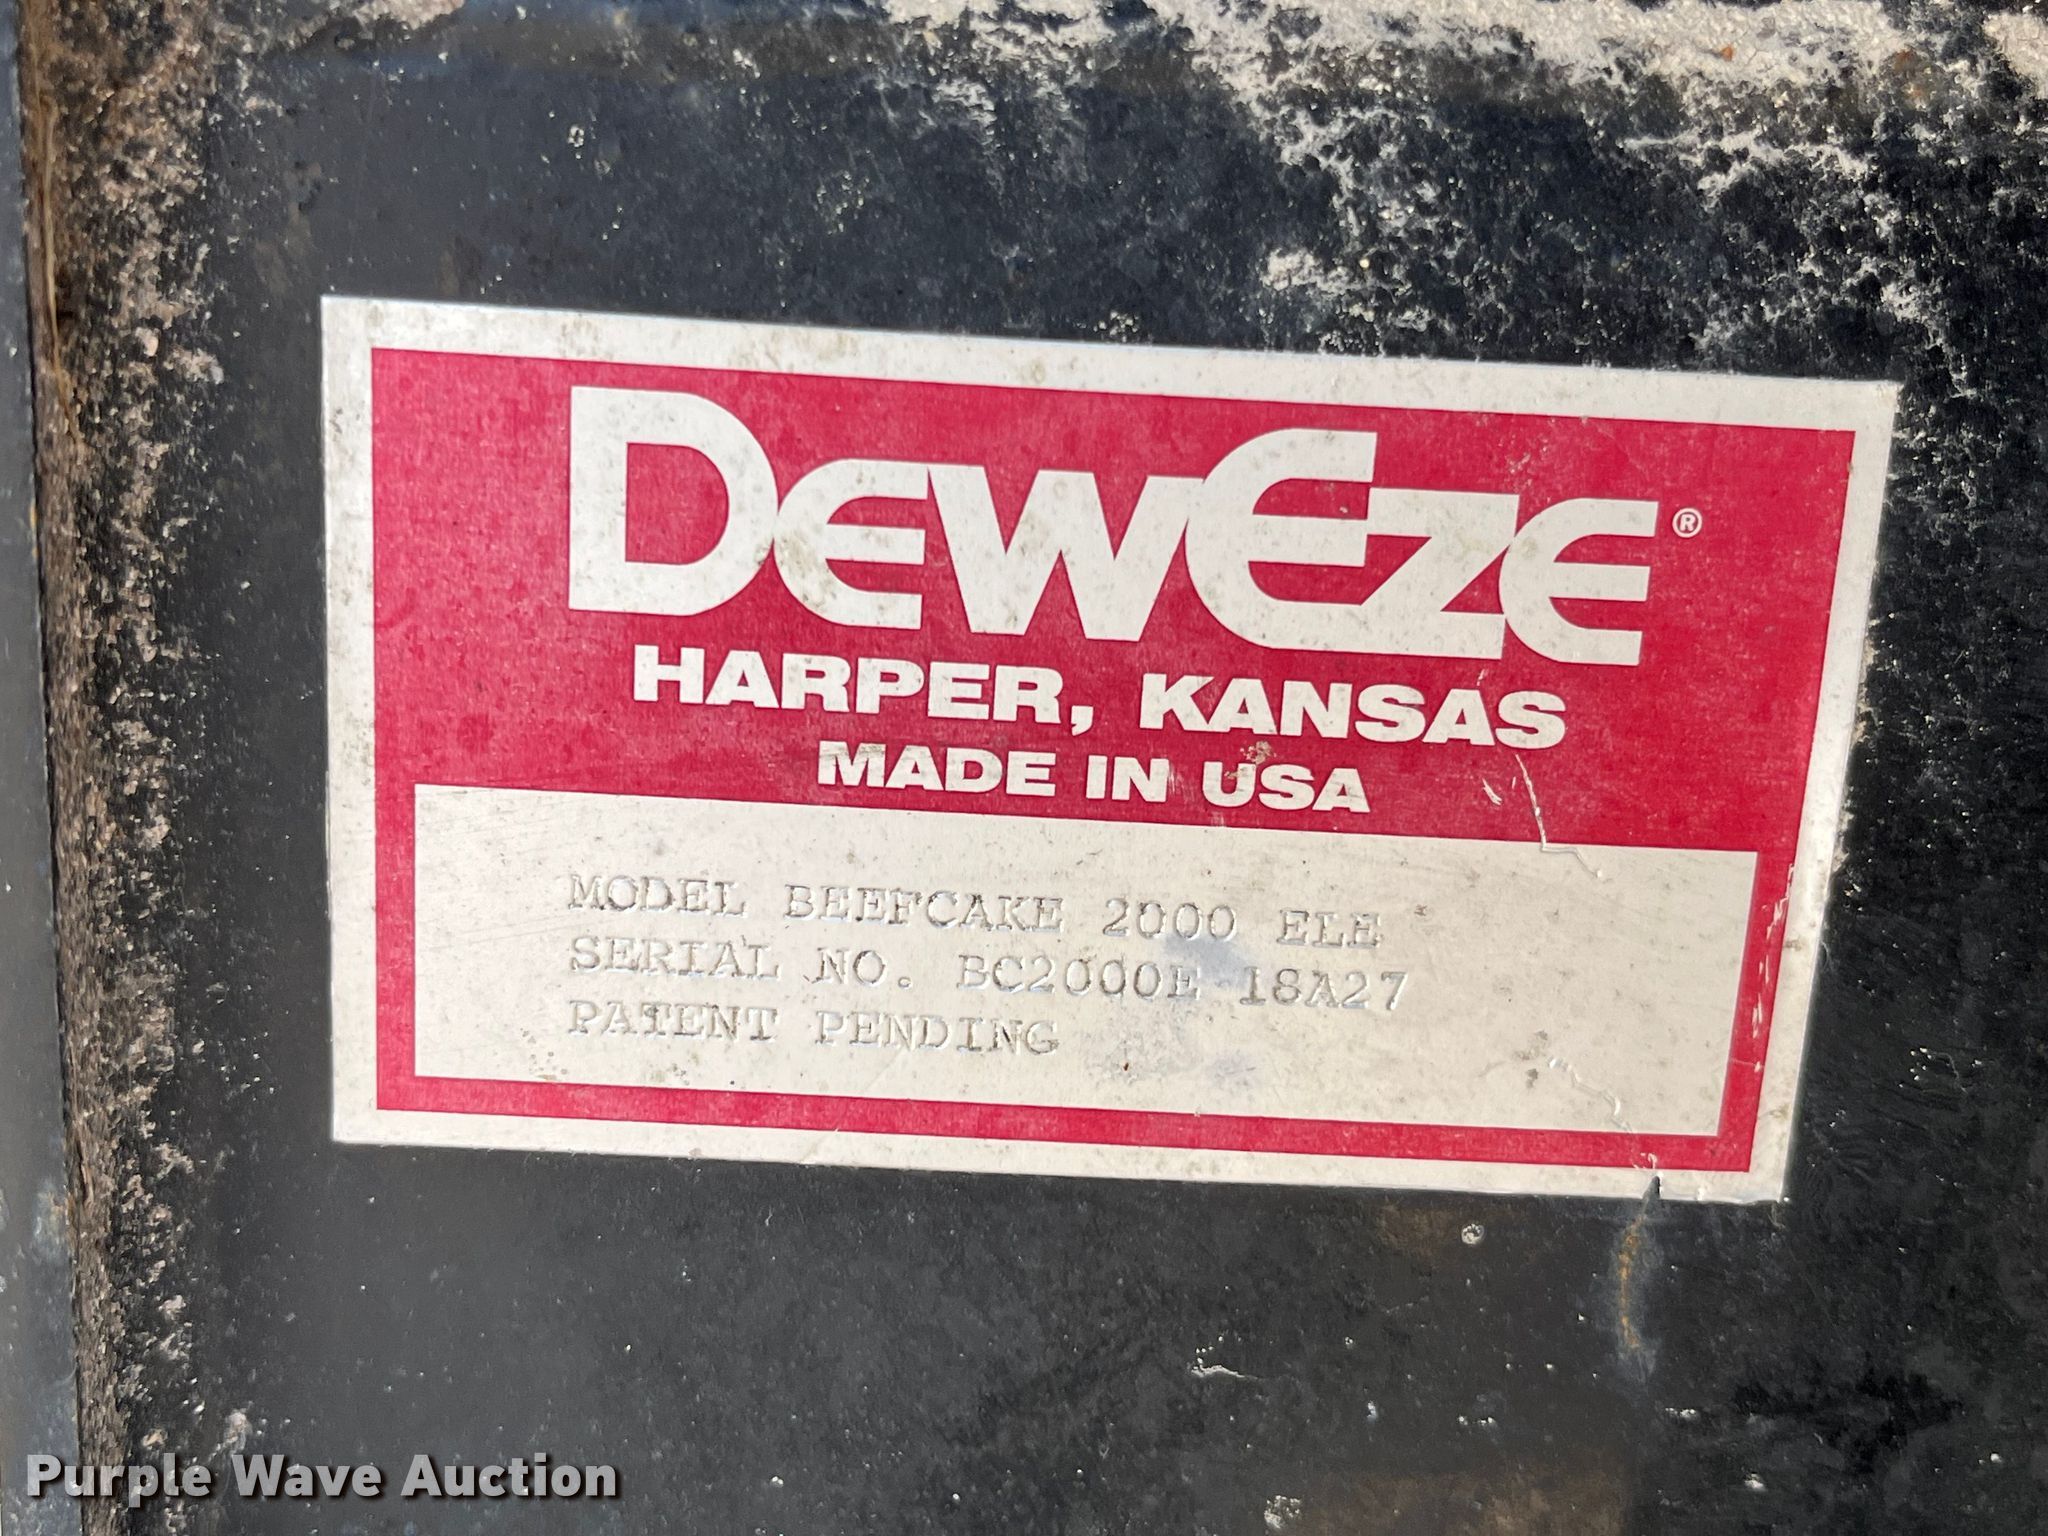 DEWEZE®
HARPER, KANSAS
MADE IN USA
MODEL BEEFCAKE 2000 ELE
SERIAL NO. BC2000E 18A27
PATENT PENDING
Purple Wave Auction